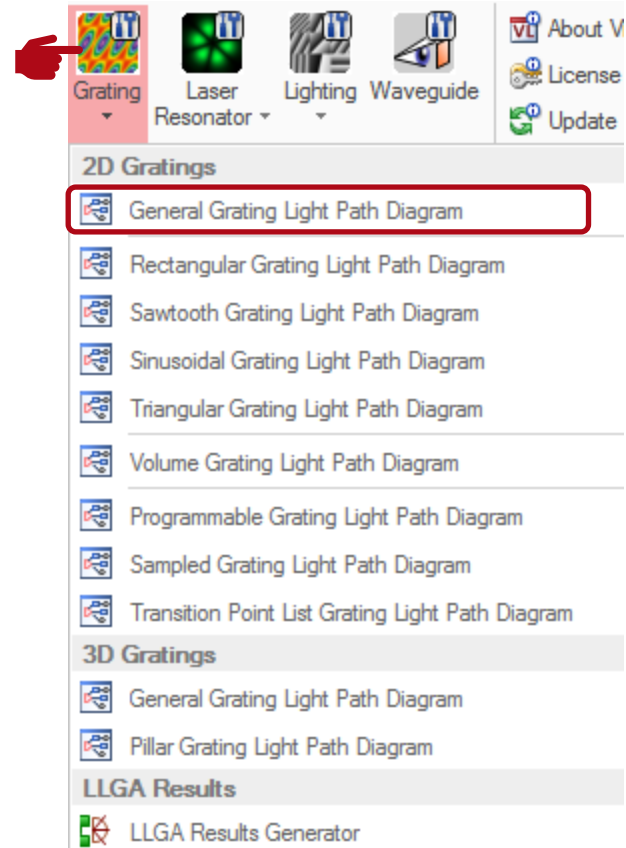 Grating
Laser
Resonator
Lighting
Waveguide
About
License
Update
2D Gratings
General Grating Light Path Diagram
Rectangular Grating Light Path Diagram
Sawtooth Grating Light Path Diagram
Sinusoidal Grating Light Path Diagram
Triangular Grating Light Path Diagram
Volume Grating Light Path Diagram
Programmable Grating Light Path Diagram
Sampled Grating Light Path Diagram
Transition Point List Grating Light Path Diagram
3D Gratings
General Grating Light Path Diagram
Pillar Grating Light Path Diagram
LLGA Results
LLGA Results Generator